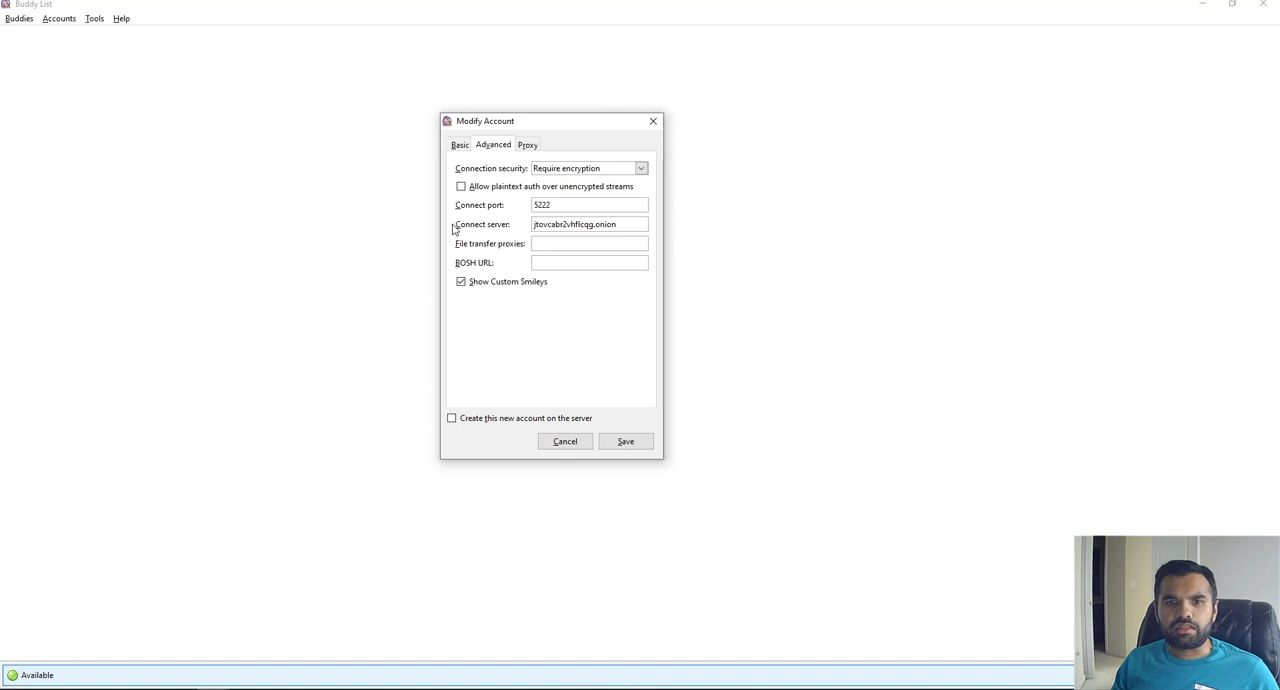 Buddy List
Buddies Accounts Tools Help
Modify Account
Basic Advanced Proxy
Connection security: Require encryption
Allow plaintext auth over unencrypted streams
Connect port: 5222
Connect server: jtovcabr2vhflcqg.onion
File transfer proxies:
BOSH URL:
Show Custom Smileys
Create this new account on the server
Cancel Save
Available